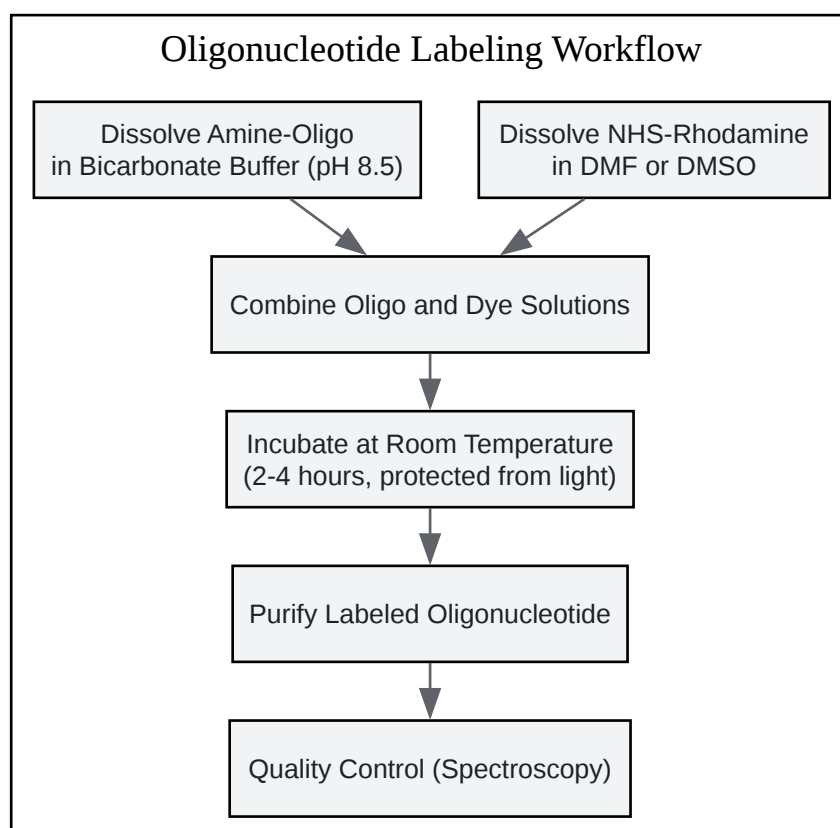 Oligonucleotide Labeling Workflow
Dissolve Amine-Oligo
in Bicarbonate Buffer (pH 8.5)
Dissolve NHS-Rhodamine
in DMF or DMSO
Combine Oligo and Dye Solutions
Incubate at Room Temperature
(2-4 hours, protected from light)
Purify Labeled Oligonucleotide
Quality Control (Spectroscopy)